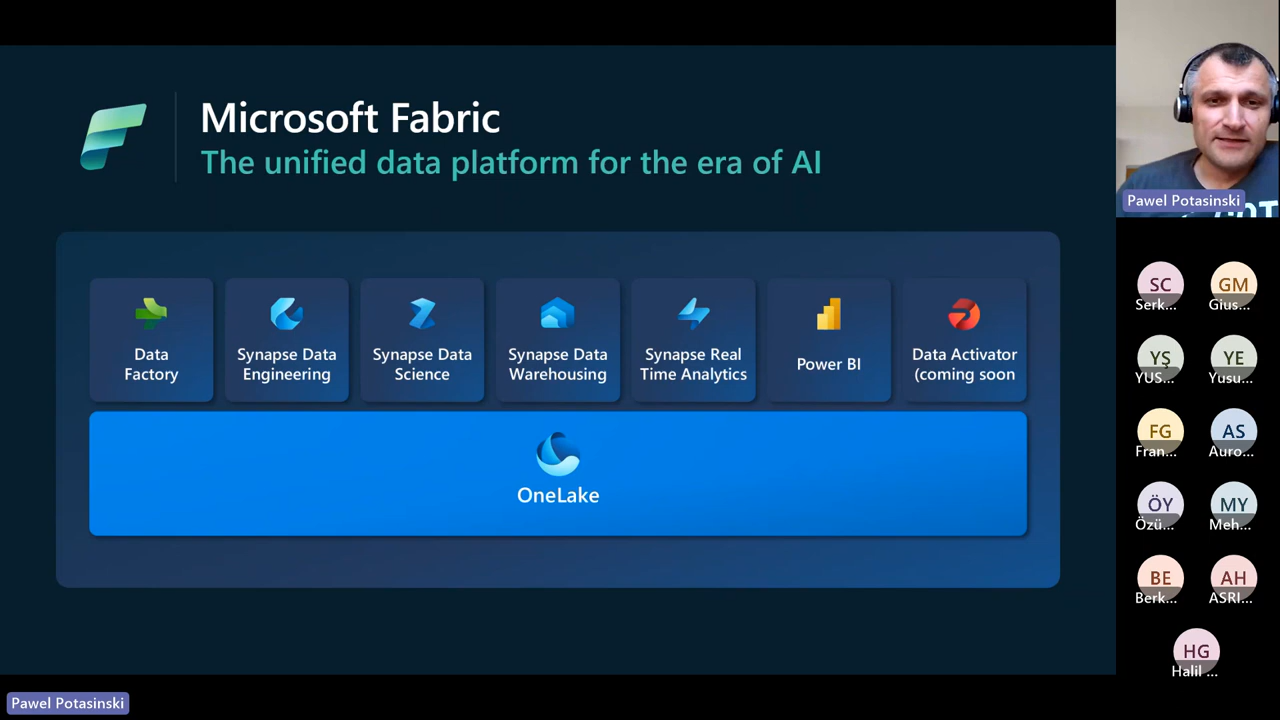 Microsoft Fabric
The unified data platform for the era of AI
Data
Factory
Synapse Data
Engineering
Synapse Data
Science
Synapse Data
Warehousing
Synapse Real
Time Analytics
Power BI
Data Activator
(coming soon
OneLake
Pawel Potasinski
SC
Serk...
GM
Gius...
YŞ
YUS...
YE
Yusu...
FG
Fran...
AS
Auro...
ÖY
Özü...
MY
Meh...
BE
Berk...
AH
ASRI...
HG
Halil ...
Pawel Potasinski